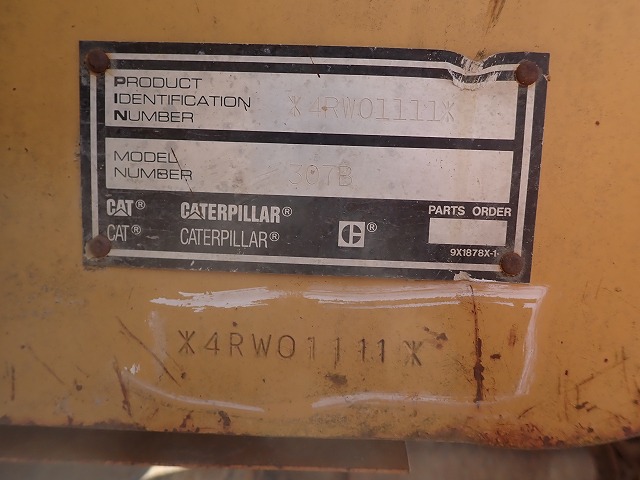 PRODUCT
IDENTIFICATION
NUMBER
*4RW01111*
MODEL
NUMBER
307B
CAT® CATERPILLAR®
CAT® CATERPILLAR® C®
PARTS ORDER
9X1878X-1
*4RW01111*